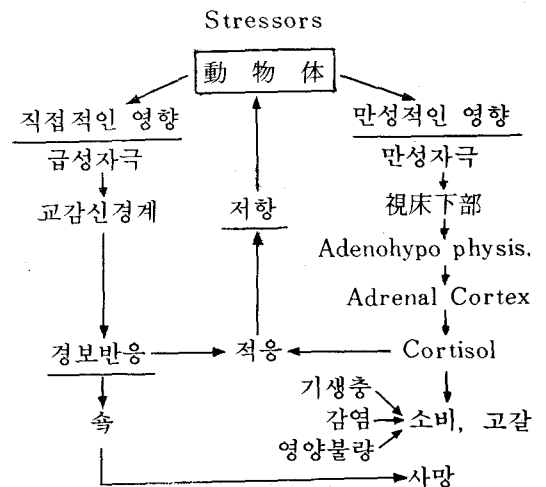 Stressors
動 物 体
직접적인 영향
급성자극
교감신경계
경보반응
쇽
저항
적응
만성적인 영향
만성자극
視床下部
Adenohypo physis.
Adrenal Cortex
Cortisol
기생충
감염
영양불량
소비, 고갈
사망